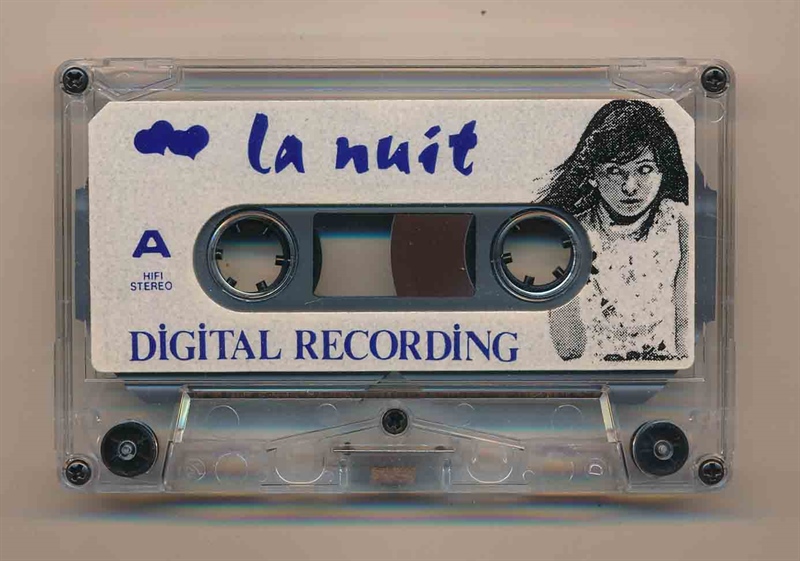 la nuit
A
HIFI
STEREO
DİGİTAL RECORDİNG